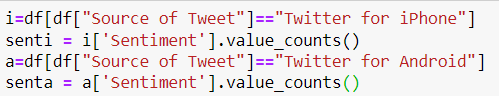 i=df[df["Source of Tweet"]=="Twitter for iPhone"]
senti = i['Sentiment'].value_counts()
a=df[df["Source of Tweet"]=="Twitter for Android"]
senta = a['Sentiment'].value_counts()